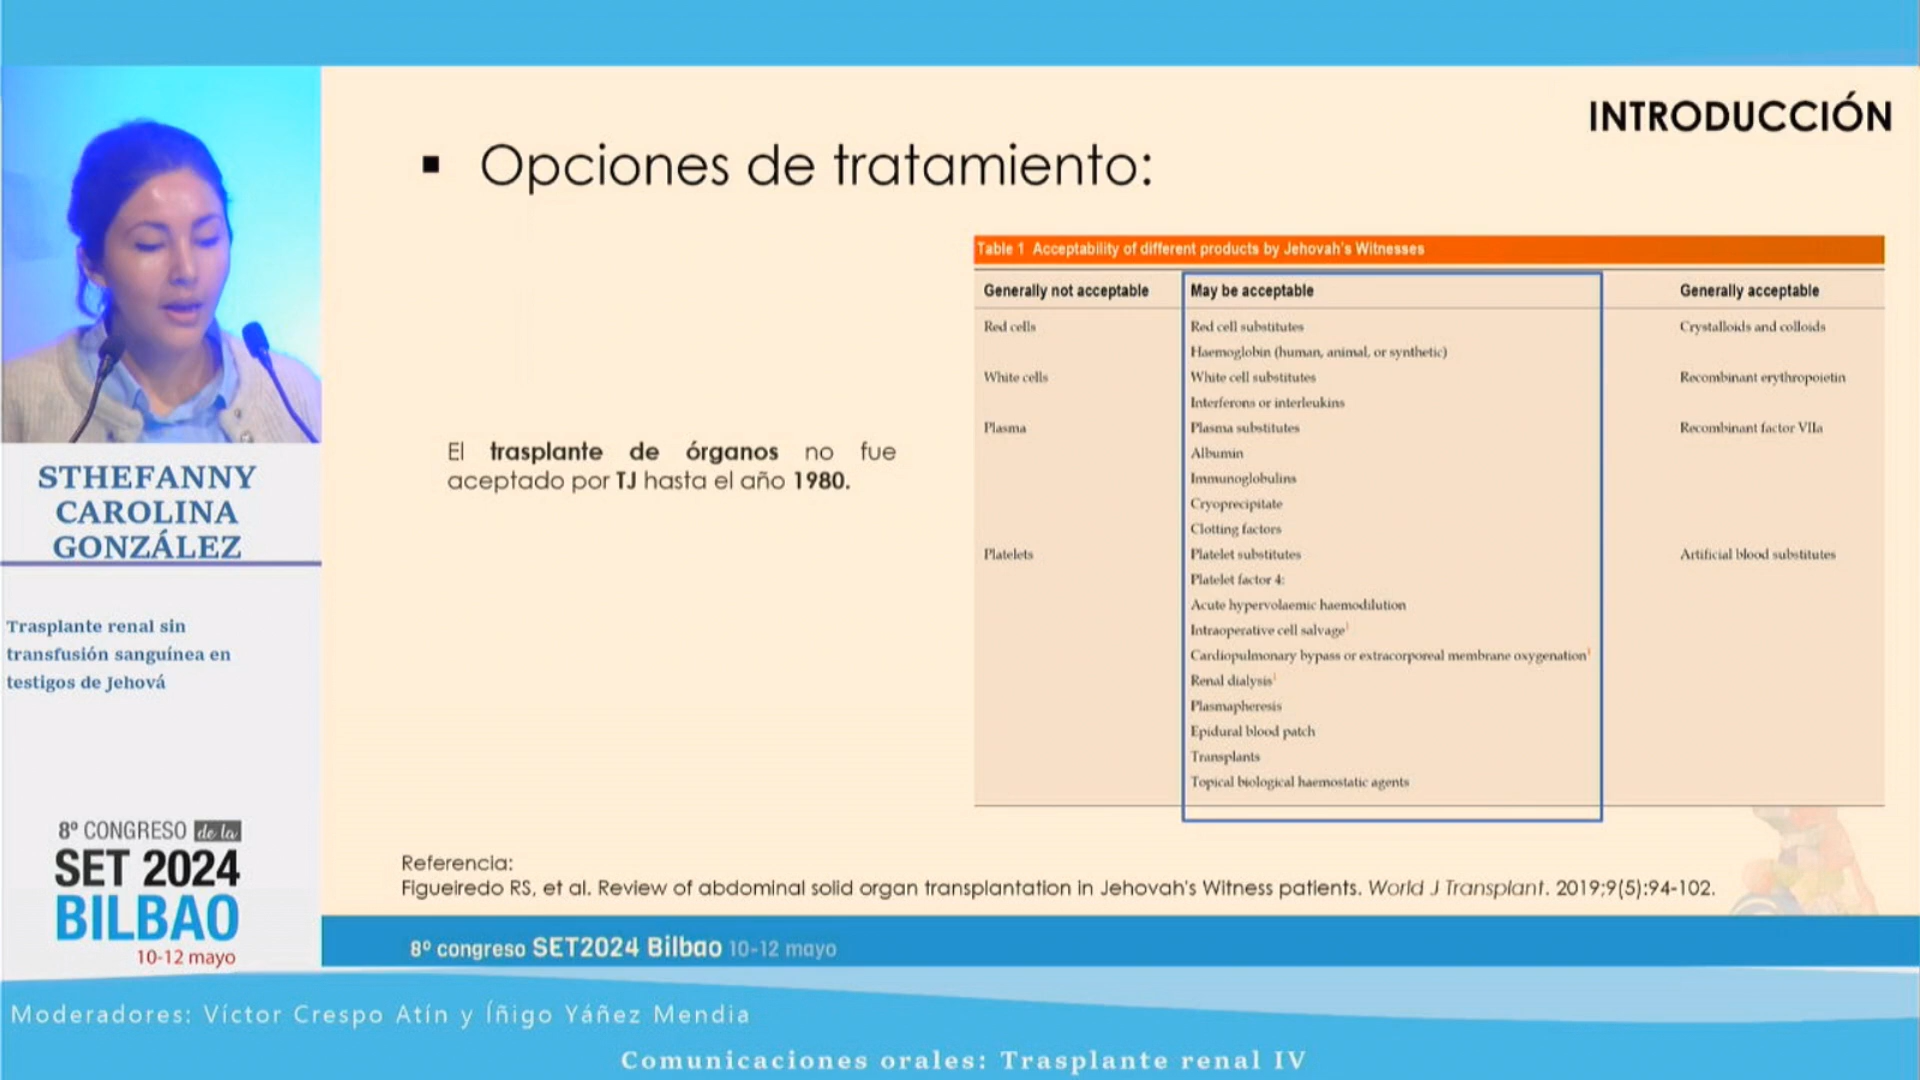 INTRODUCCIÓN
▪ Opciones de tratamiento:
STHEFANNY
CAROLINA
GONZÁLEZ
Trasplante renal sin
transfusión sanguínea en
testigos de Jehová
8º CONGRESO de la
SET 2024
BILBAO
10-12 mayo
El trasplante de órganos no fue
aceptado por TJ hasta el año 1980.
Table 1 Acceptability of different products by Jehovah's Witnesses
Generally not acceptable May be acceptable Generally acceptable
Red cells Red cell substitutes Crystalloids and colloids
Haemoglobin (human, animal, or synthetic)
White cells White cell substitutes Recombinant erythropoietin
Interferons or interleukins
Plasma Plasma substitutes Recombinant factor VIIa
Albumin
Immunoglobulins
Cryoprecipitate
Clotting factors
Platelets Platelet substitutes Artificial blood substitutes
Platelet factor 4:
Acute hypervolaemic haemodilution
Intraoperative cell salvage¹
Cardiopulmonary bypass or extracorporeal membrane oxygenation¹
Renal dialysis¹
Plasmapheresis
Epidural blood patch
Transplants
Topical biological haemostatic agents
Referencia:
Figueiredo RS, et al. Review of abdominal solid organ transplantation in Jehovah's Witness patients. World J Transplant. 2019;9(5):94-102.
8º congreso SET2024 Bilbao 10-12 mayo
Moderadores: Víctor Crespo Atín y Íñigo Yáñez Mendia
Comunicaciones orales: Trasplante renal IV